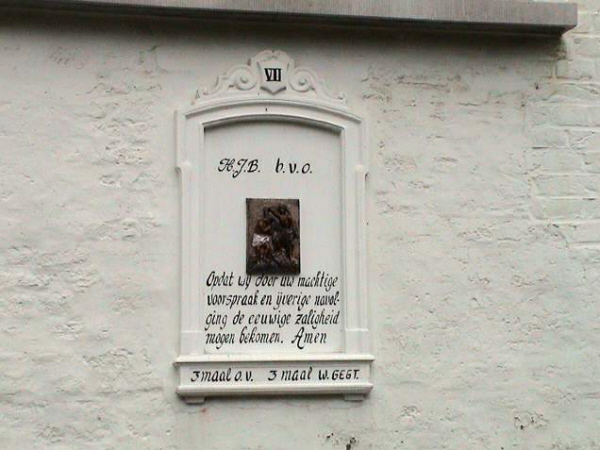 VII
H.J.B. b.v.o.
Opdat wij door uw machtige
voorspraak en ijverige navol-
ging de eeuwige zaligheid
mogen bekomen. Amen
3 maal o.v. 3 maal w.gegt.